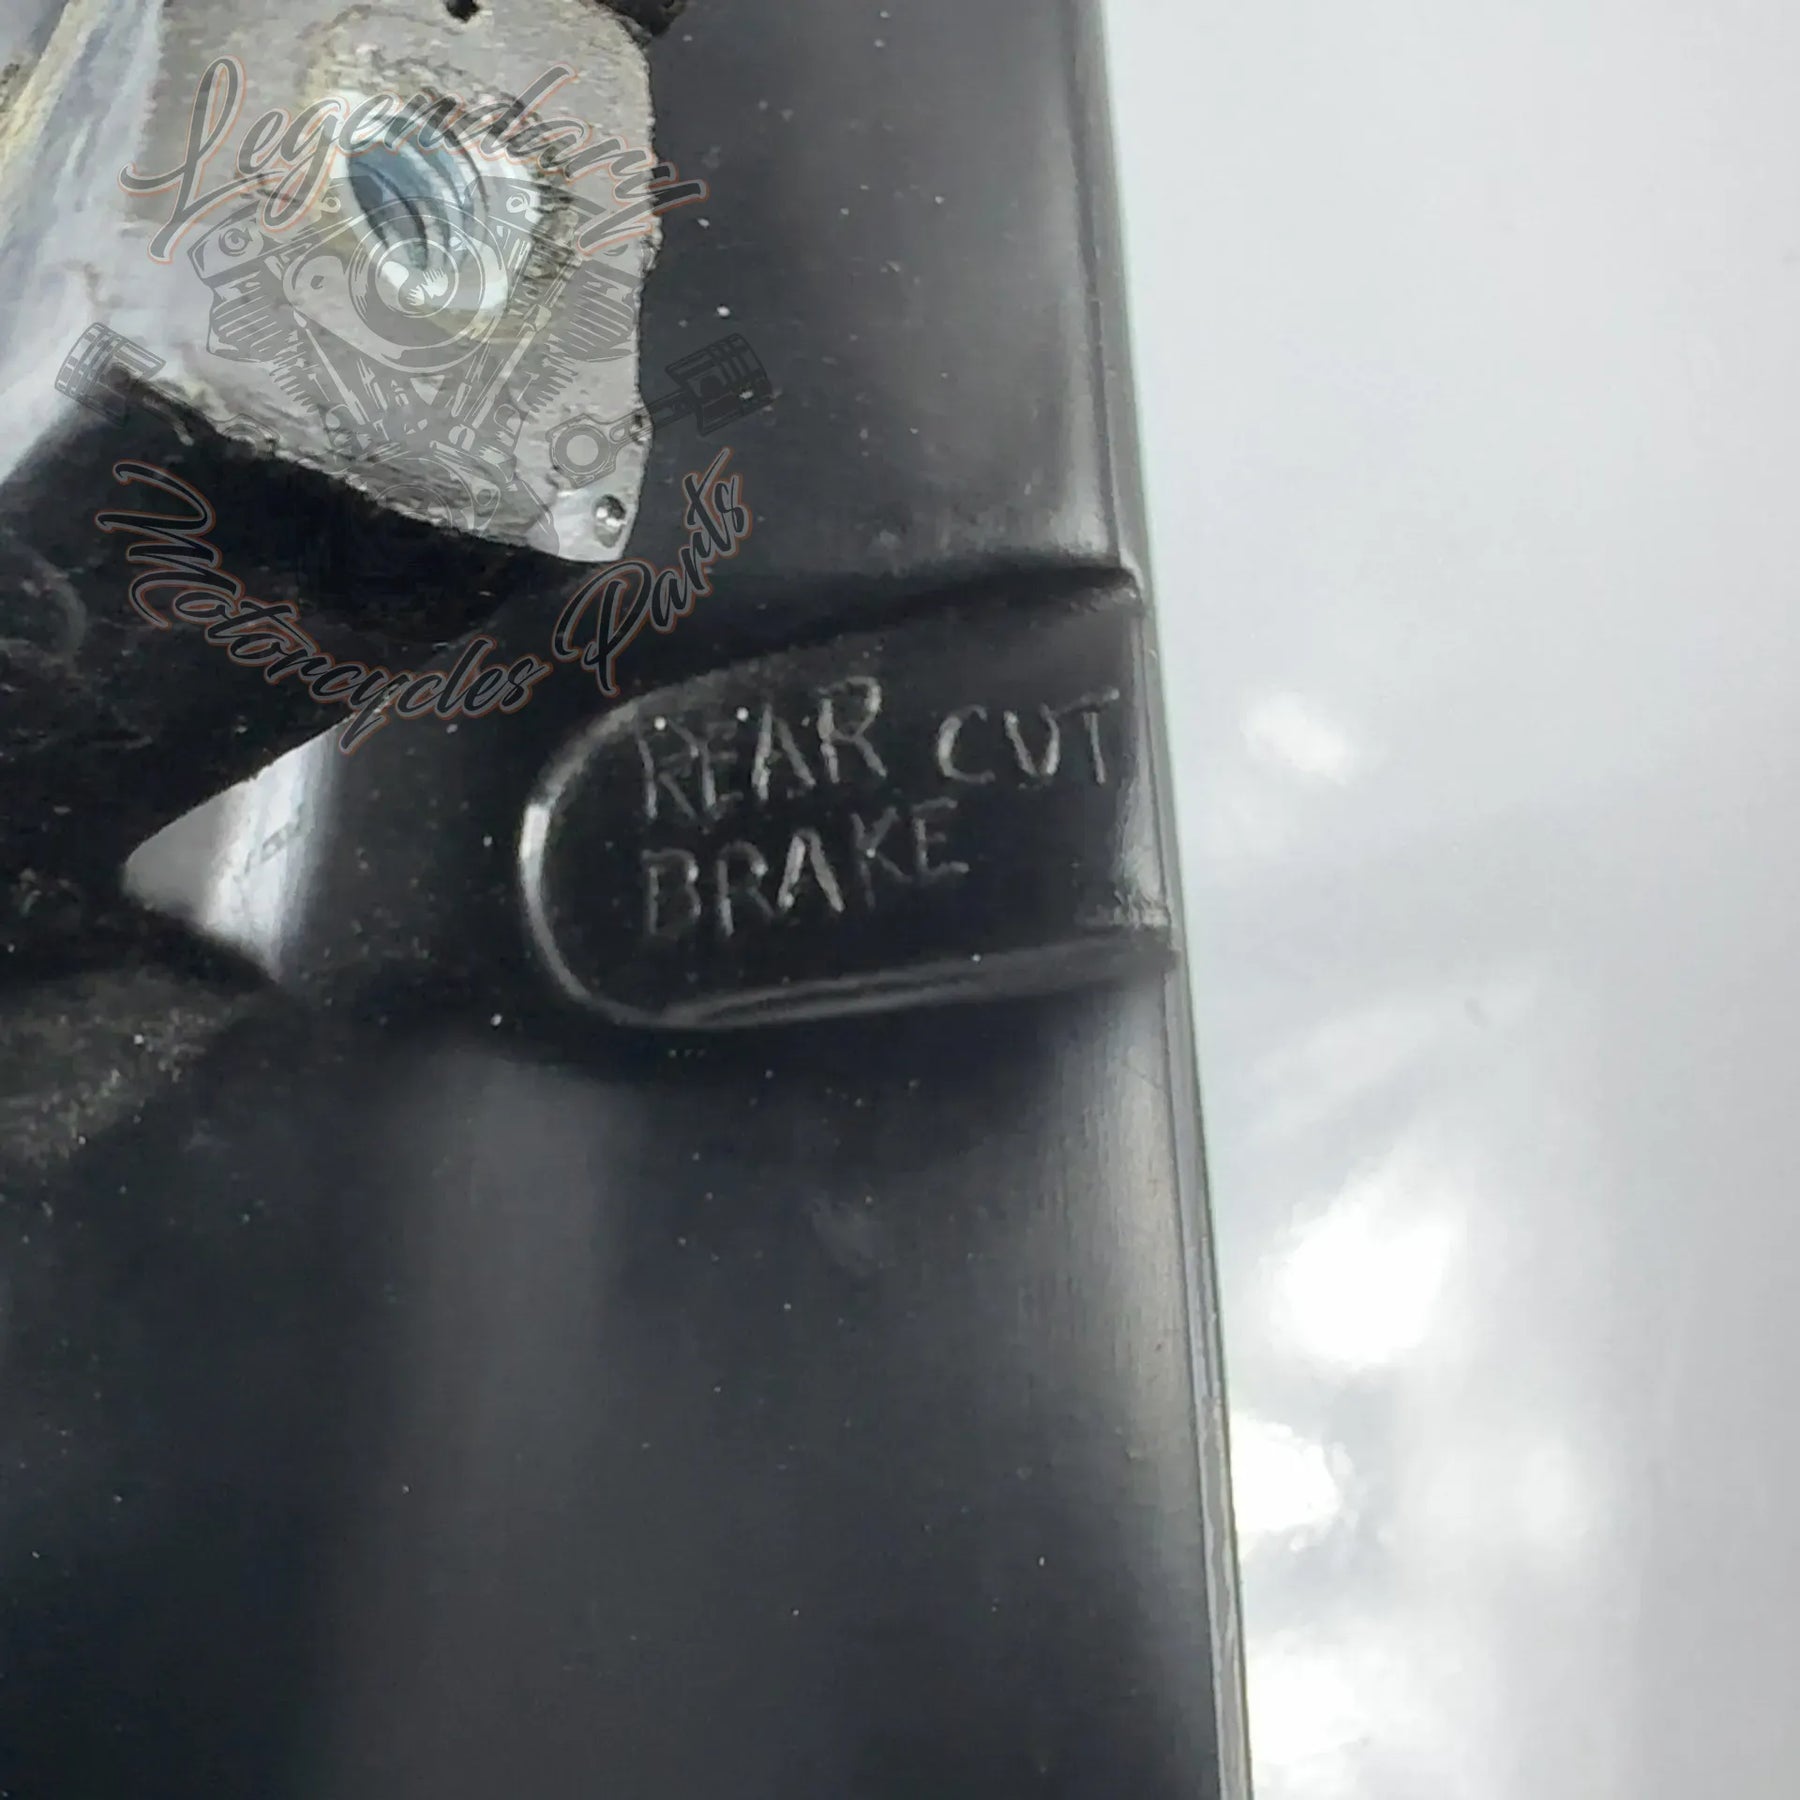 Legendary
Motorcycles Parts
REAR CUT
BRAKE